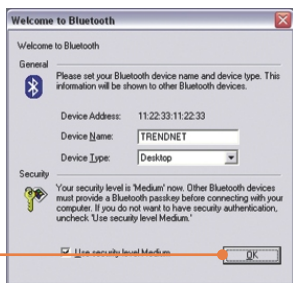 Welcome to Bluetooth
Welcome to Bluetooth
General
Please set your Bluetooth device name and device type. This
information will be shown to other Bluetooth devices.
Device Address: 11:22:33:11:22:33
Device Name: TRENDNET
Device Type: Desktop
Security
Your security level is 'Medium' now. Other Bluetooth devices
must provide a Bluetooth passkey before connecting with your
computer. If you do not want to have security authentication,
uncheck 'Use security level Medium.'
Use security level Medium
OK